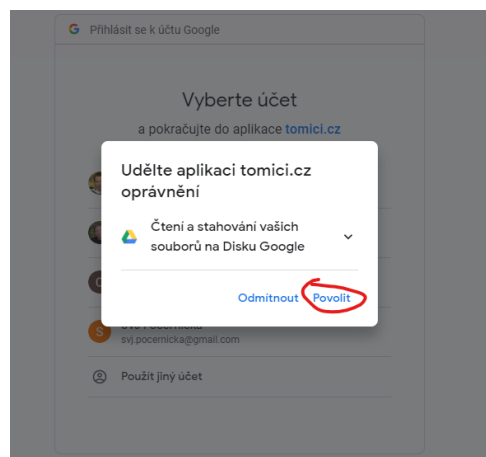 Přihlásit se k účtu Google
Vyberte účet
a pokračujte do aplikace tomici.cz
Udělte aplikaci tomici.cz
oprávnění
Čtení a stahování vašich
souborů na Disku Google
Odmítnout Povolit
S
svj.pocernicka@gmail.com
Použít jiný účet